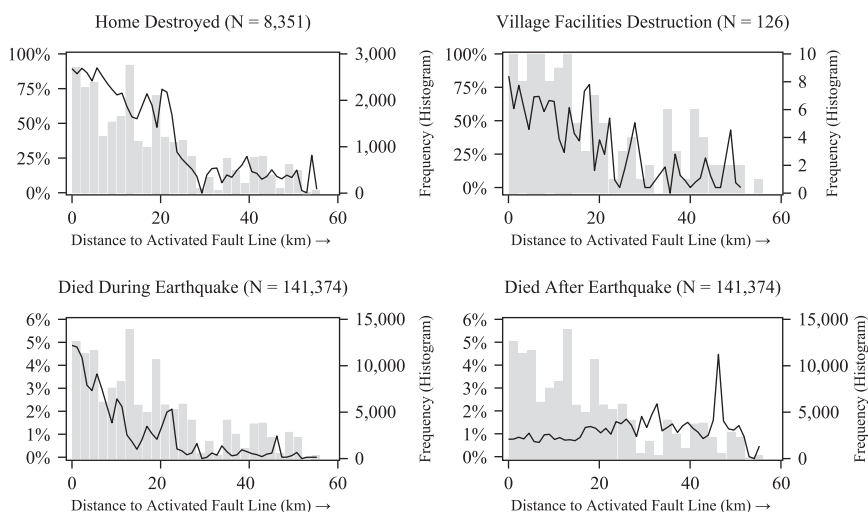 Home Destroyed (N = 8,351)
100%
75%
50%
25%
0%
3,000
2,000
1,000
0
Frequency (Histogram)
0 20 40 60
Distance to Activated Fault Line (km) →
Village Facilities Destruction (N = 126)
100%
75%
50%
25%
0%
10
8
6
4
2
0
Frequency (Histogram)
0 20 40 60
Distance to Activated Fault Line (km) →
Died During Earthquake (N = 141,374)
6%
5%
4%
3%
2%
1%
0%
15,000
10,000
5,000
0
Frequency (Histogram)
0 20 40 60
Distance to Activated Fault Line (km) →
Died After Earthquake (N = 141,374)
6%
5%
4%
3%
2%
1%
0%
15,000
10,000
5,000
0
Frequency (Histogram)
0 20 40 60
Distance to Activated Fault Line (km) →